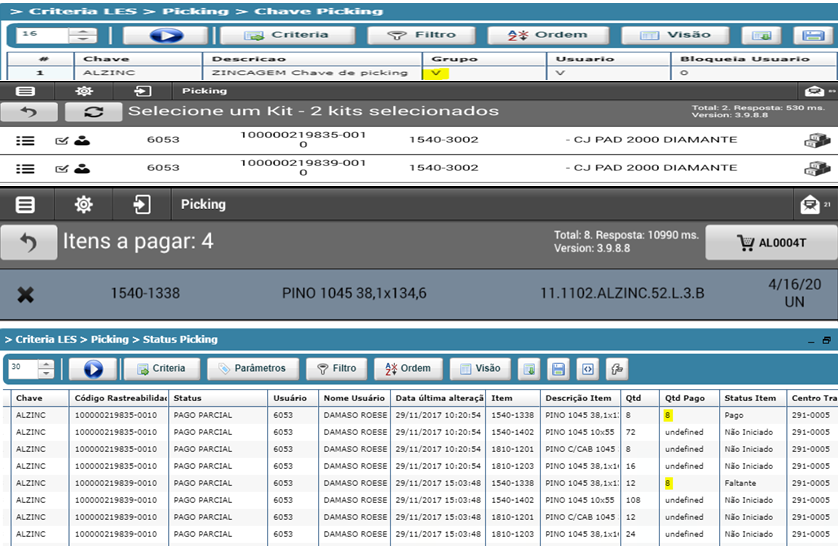 > Criteria LES > Picking > Chave Picking
16 Criteria Filtro Ordem Visão
# Chave Descricao Grupo Usuario Bloqueia Usuario
1 ALZINC ZINCAGEM Chave de picking V V O
Picking
Selecione um Kit - 2 kits selecionados Total: 2. Resposta: 530 ms.
Version: 3.9.8.8
6053 100000219835-001
0 1540-3002 - CJ PAD 2000 DIAMANTE
6053 100000219839-001
0 1540-3002 - CJ PAD 2000 DIAMANTE
Picking 21
Itens a pagar: 4 Total: 8. Resposta: 10990 ms.
Version: 3.9.8.8 AL0004T
1540-1338 PINO 1045 38,1x134,6 11.1102.ALZINC.52.L.3.B 4/16/20
UN
> Criteria LES > Picking > Status Picking
30 Criteria Parámetros Filtro Ordem Visão
Chave Código Rastreabilidad Status Usuário Nome Usuário Data última alteraçã Item Descrição Item Qtd Qtd Pago Status Item Centro Tra
ALZINC 100000219835-0010 PAGO PARCIAL 6053 DAMASO ROESE 29/11/2017 10:20:54 1540-1338 PINO 1045 38,1x1: 8 8 Pago 291-0005
ALZINC 100000219835-0010 PAGO PARCIAL 6053 DAMASO ROESE 29/11/2017 10:20:54 1540-1402 PINO 1045 10x55 72 undefined Não Iniciado 291-0005
ALZINC 100000219835-0010 PAGO PARCIAL 6053 DAMASO ROESE 29/11/2017 10:20:54 1810-1201 PINO C/CAB 1045 8 undefined Não Iniciado 291-0005
ALZINC 100000219835-0010 PAGO PARCIAL 6053 DAMASO ROESE 29/11/2017 10:20:54 1810-1203 PINO 1045 38,1x1( 16 undefined Não Iniciado 291-0005
ALZINC 100000219839-0010 PAGO PARCIAL 6053 DAMASO ROESE 29/11/2017 15:03:48 1540-1338 PINO 1045 38,1x1: 12 8 Faltante 291-0005
ALZINC 100000219839-0010 PAGO PARCIAL 6053 DAMASO ROESE 29/11/2017 15:03:48 1540-1402 PINO 1045 10x55 108 undefined Não Iniciado 291-0005
ALZINC 100000219839-0010 PAGO PARCIAL 6053 DAMASO ROESE 29/11/2017 15:03:48 1810-1201 PINO C/CAB 1045 12 undefined Não Iniciado 291-0005
ALZINC 100000219839-0010 PAGO PARCIAL 6053 DAMASO ROESE 29/11/2017 15:03:48 1810-1203 PINO 1045 38,1x1( 24 undefined Não Iniciado 291-0005